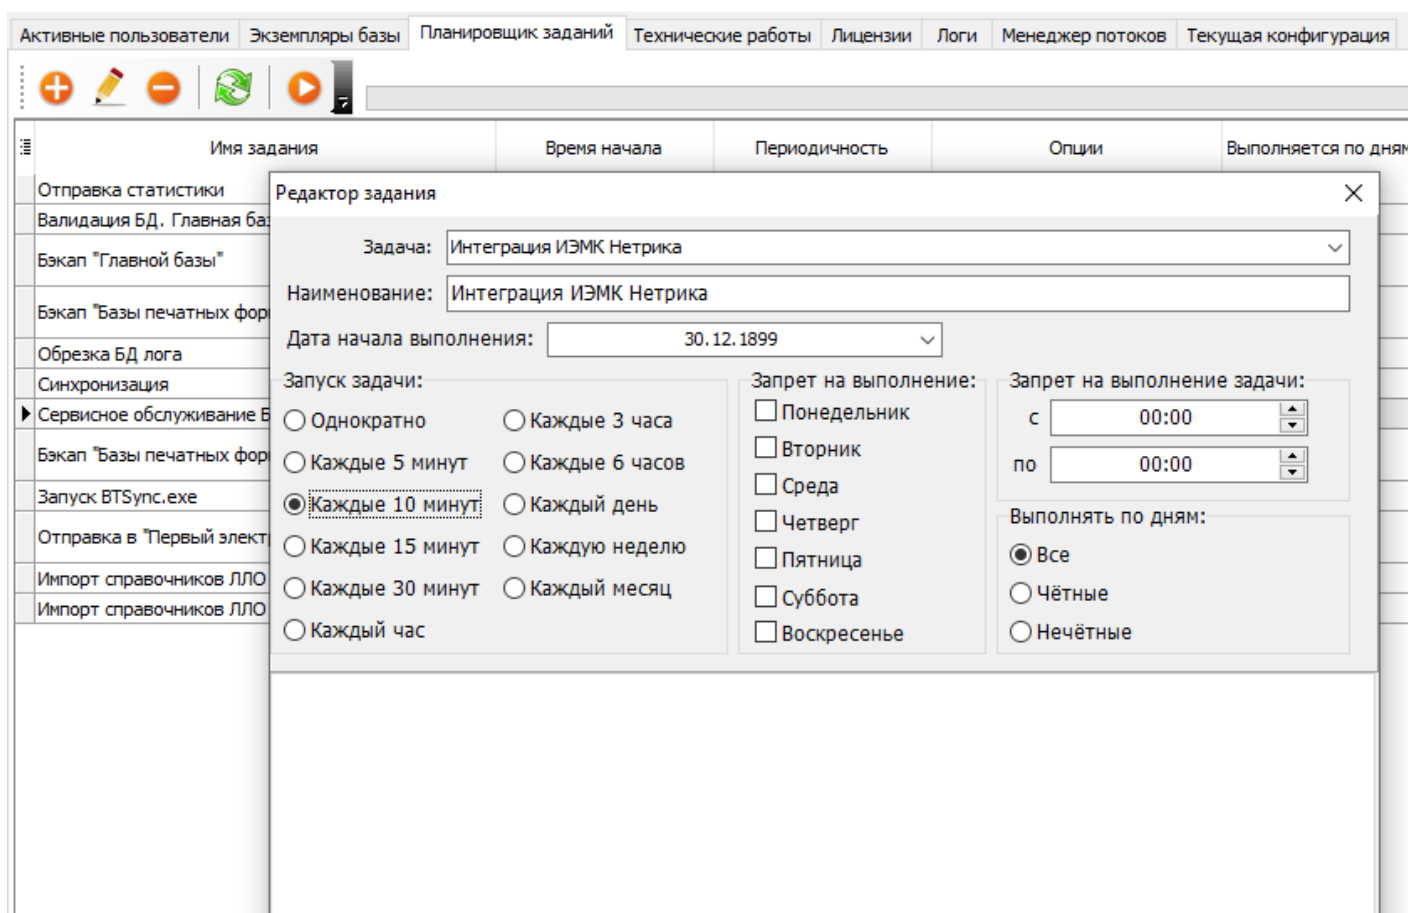 Активные пользователи Экземпляры базы Планировщик заданий Технические работы Лицензии Логи Менеджер потоков Текущая конфигурация
Имя задания Время начала Периодичность Опции Выполняется по дням
Отправка статистики
Валидация БД. Главная баз
Бэкап "Главной базы"
Бэкап "Базы печатных фор
Обрезка БД лога
Синхронизация
Сервисное обслуживание Б
Бэкап "Базы печатных фор
Запуск BTSync.exe
Отправка в "Первый элект
Импорт справочников ЛЛО
Импорт справочников ЛЛО
Редактор задания
Задача: Интеграция ИЭМК Нетрика
Наименование: Интеграция ИЭМК Нетрика
Дата начала выполнения: 30.12.1899
Запуск задачи:
Однократно
Каждые 5 минут
Каждые 10 минут
Каждые 15 минут
Каждые 30 минут
Каждый час
Каждые 3 часа
Каждые 6 часов
Каждый день
Каждую неделю
Каждый месяц
Запрет на выполнение:
Понедельник
Вторник
Среда
Четверг
Пятница
Суббота
Воскресенье
Запрет на выполнение задачи:
с 00:00
по 00:00
Выполнять по дням:
Все
Чётные
Нечётные